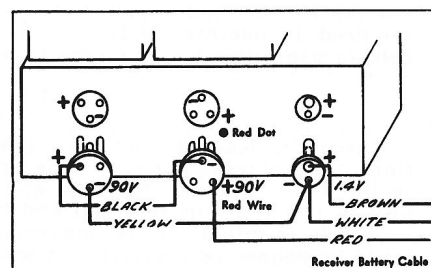 + - + - + -
Red Dot
+ - + - + -
90V +90V 1.4V
BLACK Red Wire BROWN
YELLOW WHITE
RED
Receiver Battery Cable